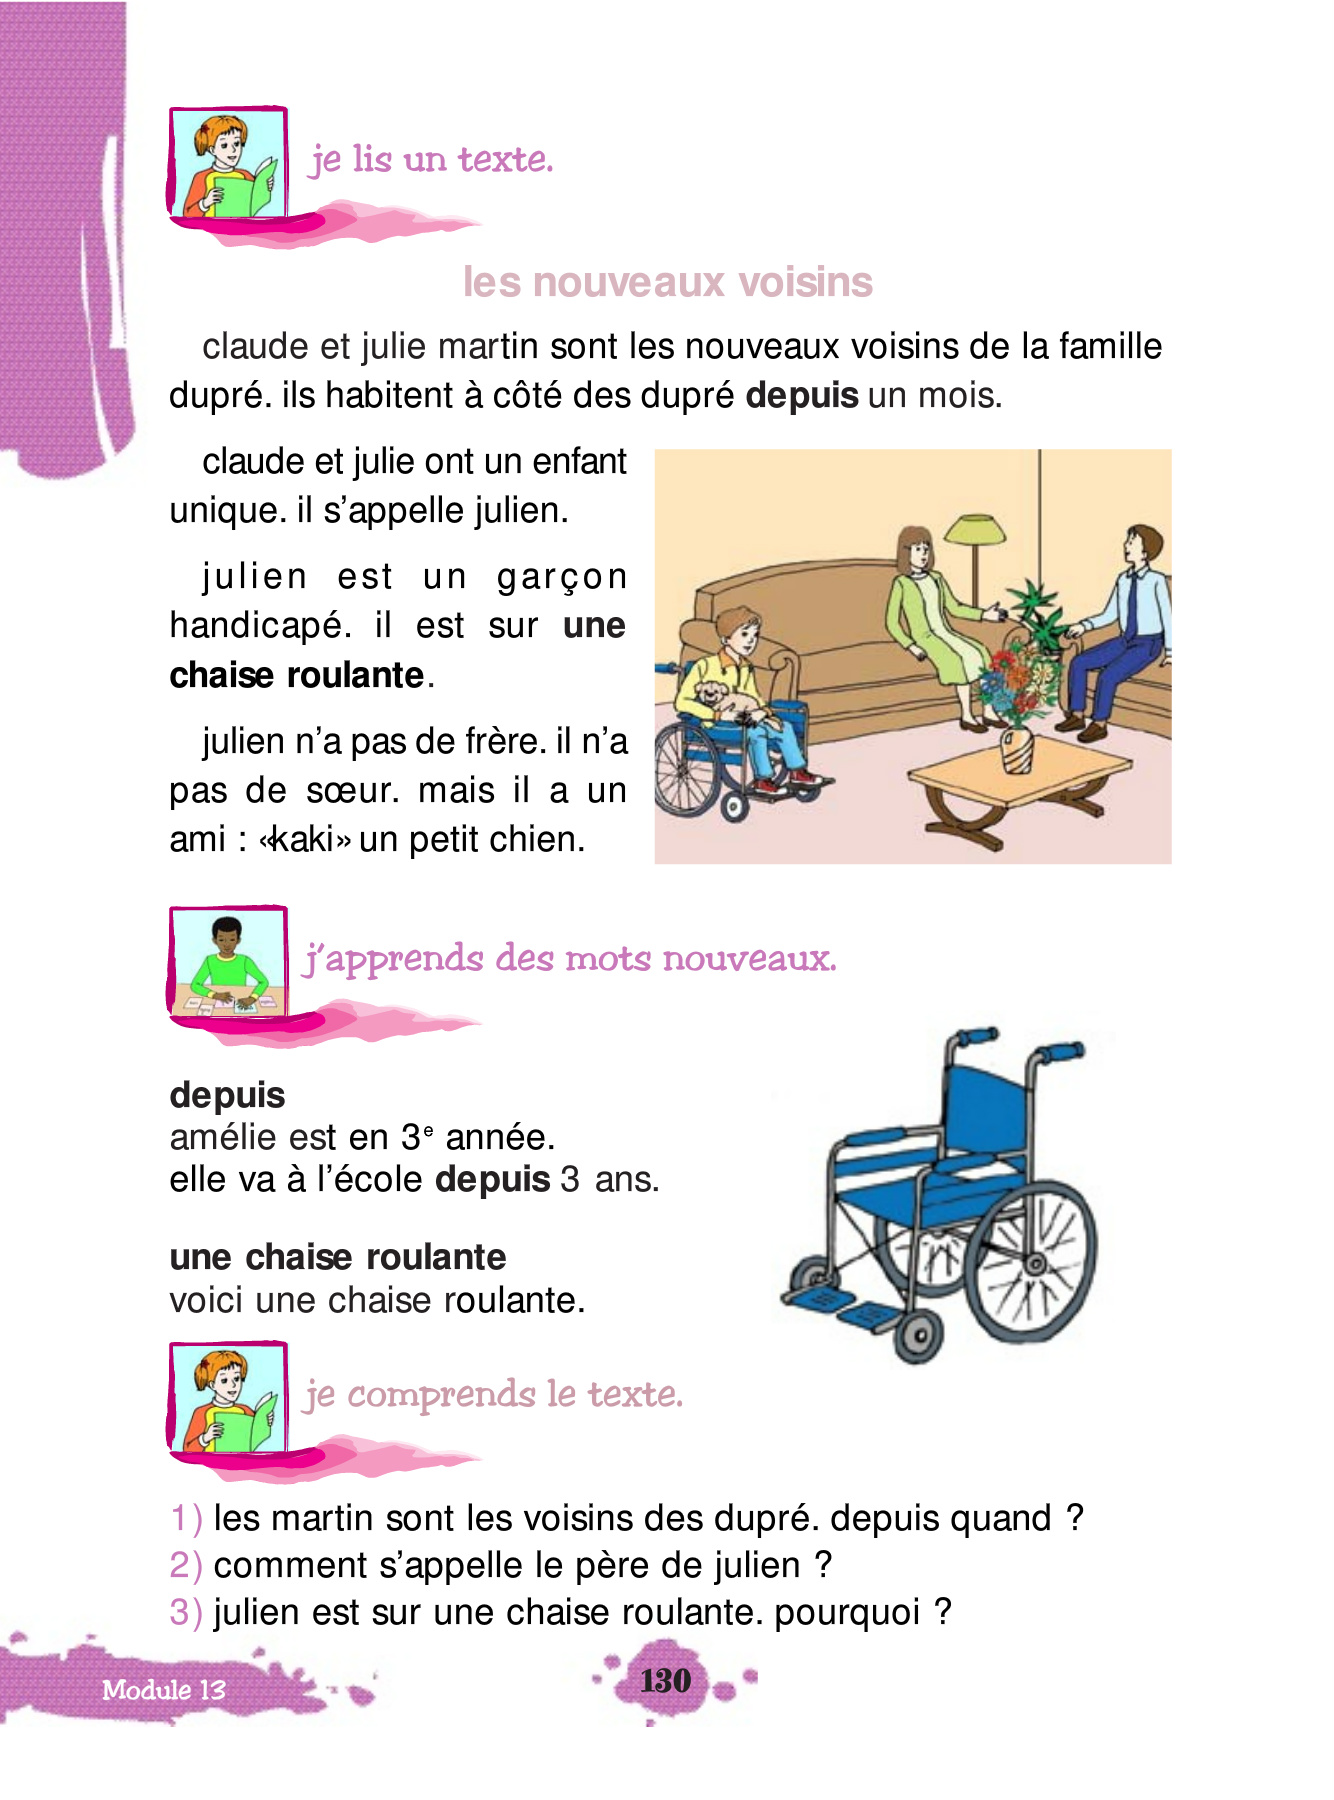 je lis un texte.
les nouveaux voisins
claude et julie martin sont les nouveaux voisins de la famille
dupré. ils habitent à côté des dupré depuis un mois.
claude et julie ont un enfant
unique. il s’appelle julien.
julien est un garçon
handicapé. il est sur une
chaise roulante.
julien n’a pas de frère. il n’a
pas de sœur. mais il a un
ami : «kaki» un petit chien.
j’apprends des mots nouveaux.
depuis
amélie est en 3e année.
elle va à l’école depuis 3 ans.
une chaise roulante
voici une chaise roulante.
je comprends le texte.
1) les martin sont les voisins des dupré. depuis quand ?
2) comment s’appelle le père de julien ?
3) julien est sur une chaise roulante. pourquoi ?
Module 13
130